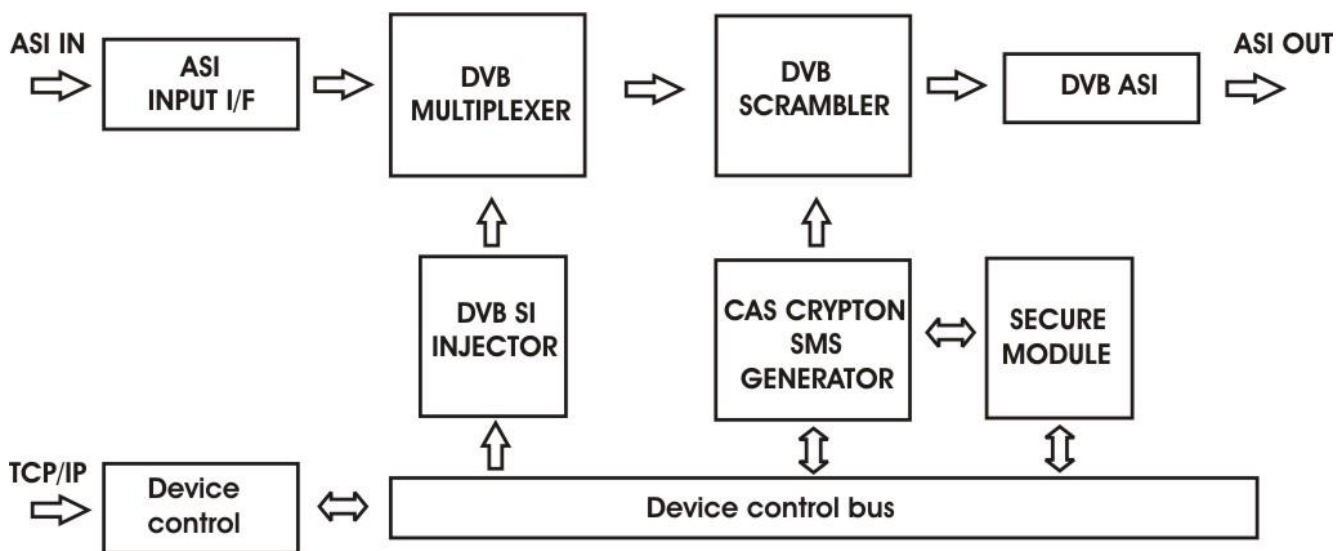 ASI IN
ASI
INPUT I/F
DVB
MULTIPLEXER
DVB
SCRAMBLER
DVB ASI
ASI OUT
DVB SI
INJECTOR
CAS CRYPTON
SMS
GENERATOR
SECURE
MODULE
TCP/IP
Device
control
Device control bus